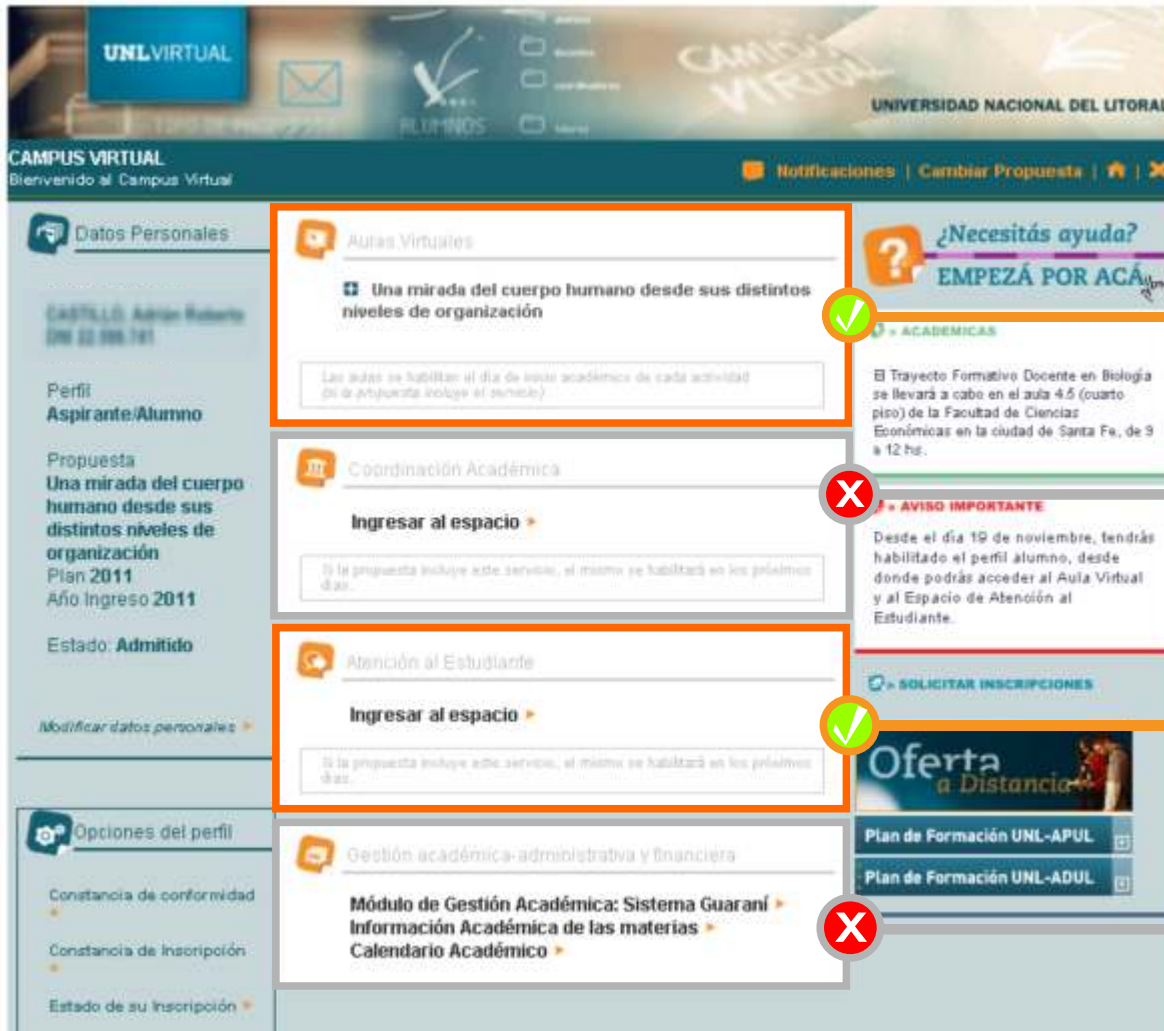 UNLVIRTUAL
CAMPUS VIRTUAL
ALUMNOS
UNIVERSIDAD NACIONAL DEL LITORAL
CAMPUS VIRTUAL
Bienvenido al Campus Virtual
Notificaciones | Cambiar Propuesta |
Datos Personales
Perfil
Aspirante/Alumno
Propuesta
Una mirada del cuerpo
humano desde sus
distintos niveles de
organización
Plan 2011
Año Ingreso 2011
Estado: Admitido
Modificar datos personales
Opciones del perfil
Constancia de conformidad
Constancia de Inscripción
Estado de su Inscripción
Aulas Virtuales
Una mirada del cuerpo humano desde sus distintos
niveles de organización
Las aulas se habilitan el día de inicio académico de cada actividad
(si la propuesta incluye el servicio)
Coordinación Académica
Ingresar al espacio
Si la propuesta incluye este servicio, el mismo se habilitará en los próximos
días.
Atención al Estudiante
Ingresar al espacio
Si la propuesta incluye este servicio, el mismo se habilitará en los próximos
días.
Gestión académica-administrativa y financiera
Módulo de Gestión Académica: Sistema Guaraní
Información Académica de las materias
Calendario Académico
¿Necesitás ayuda?
EMPEZÁ POR ACÁ
» ACADEMICAS
El Trayecto Formativo Docente en Biología
se llevará a cabo en el aula 4.5 (cuarto
piso) de la Facultad de Ciencias
Económicas en la ciudad de Santa Fe, de 9
a 12 hs.
» AVISO IMPORTANTE
Desde el día 19 de noviembre, tendrás
habilitado el perfil alumno, desde
donde podrás acceder al Aula Virtual
y al Espacio de Atención al
Estudiante.
» SOLICITAR INSCRIPCIONES
Oferta
a Distancia
Plan de Formación UNL-APUL
Plan de Formación UNL-ADUL
X
X